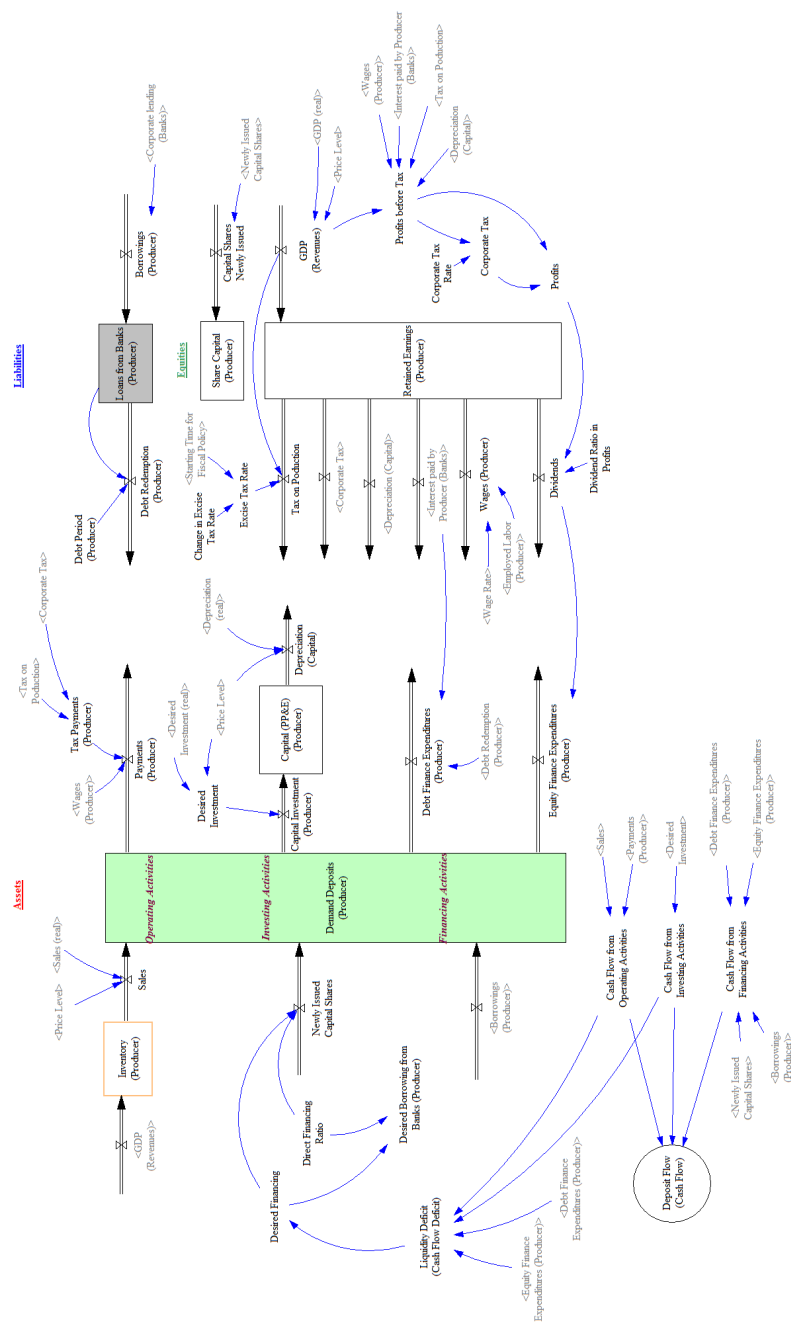 Assets
Liabilities
<Tax on
Poduction>
<Corporate Tax>
<Price Level>
<Sales (real)>
<Wages
(Producer)>
Tax Payments
(Producer)
Debt Period
(Producer)
<GDP
(Revenues)>
Inventory
(Producer)
Sales
Operating Activities
Payments
(Producer)
Debt Redemption
(Producer)
Loans from Banks
(Producer)
Borrowings
(Producer)
<Corporate lending
(Banks)>
Equities
<Desired
Investment (real)>
<Price Level>
<Depreciation
(real)>
<Starting Time for
Fiscal Policy>
Change in Excise
Tax Rate
Excise Tax Rate
Share Capital
(Producer)
Capital Shares
Newly Issued
<Newly Issued
Capital Shares>
Desired
Investment
Desired Financing
Investing Activities
Capital Investment
(Producer)
Capital (PP&E)
(Producer)
Depreciation
(Capital)
Tax on Poduction
GDP
(Revenues)
<GDP (real)>
<Price Level>
Direct Financing
Ratio
Newly Issued
Capital Shares
Demand Deposits
(Producer)
<Corporate Tax>
<Depreciation (Capital)>
Retained Earnings
(Producer)
Profits before Tax
<Wages
(Producer)>
<Interest paid by Producer
(Banks)>
<Tax on Poduction>
<Depreciation
(Capital)>
Desired Borrowing from
Banks (Producer)
Liquidity Deficit
(Cash Flow Deficit)
Financing Activities
Debt Finance Expenditures
(Producer)
<Interest paid by
Producer (Banks)>
Corporate Tax
Rate
Corporate Tax
<Borrowings
(Producer)>
<Debt Redemption
(Producer)>
<Wage Rate>
<Employed Labor
(Producer)>
Wages (Producer)
<Equity Finance
Expenditures (Producer)>
<Debt Finance
Expenditures (Producer)>
Equity Finance Expenditures
(Producer)
Dividends
Profits
Dividend Ratio in
Profits
Cash Flow from
Operating Activities
<Sales>
<Payments
(Producer)>
Deposit Flow
(Cash Flow)
Cash Flow from
Investing Activities
<Desired
Investment>
<Newly Issued
Capital Shares>
<Borrowings
(Producer)>
Cash Flow from
Financing Activities
<Debt Finance Expenditures
(Producer)>
<Equity Finance Expenditures
(Producer)>